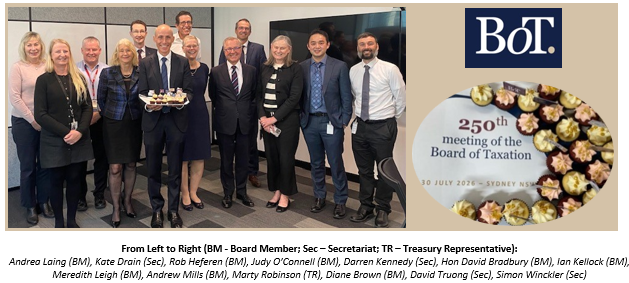 BoT.
250th
meeting of the
Board of Taxation
30 JULY 2026 – SYDNEY NSW
From Left to Right (BM - Board Member; Sec – Secretariat; TR – Treasury Representative):
Andrea Laing (BM), Kate Drain (Sec), Rob Heferen (BM), Judy O'Connell (BM), Darren Kennedy (Sec), Hon David Bradbury (BM), Ian Kellock (BM),
Meredith Leigh (BM), Andrew Mills (BM), Marty Robinson (TR), Diane Brown (BM), David Truong (Sec), Simon Winckler (Sec)